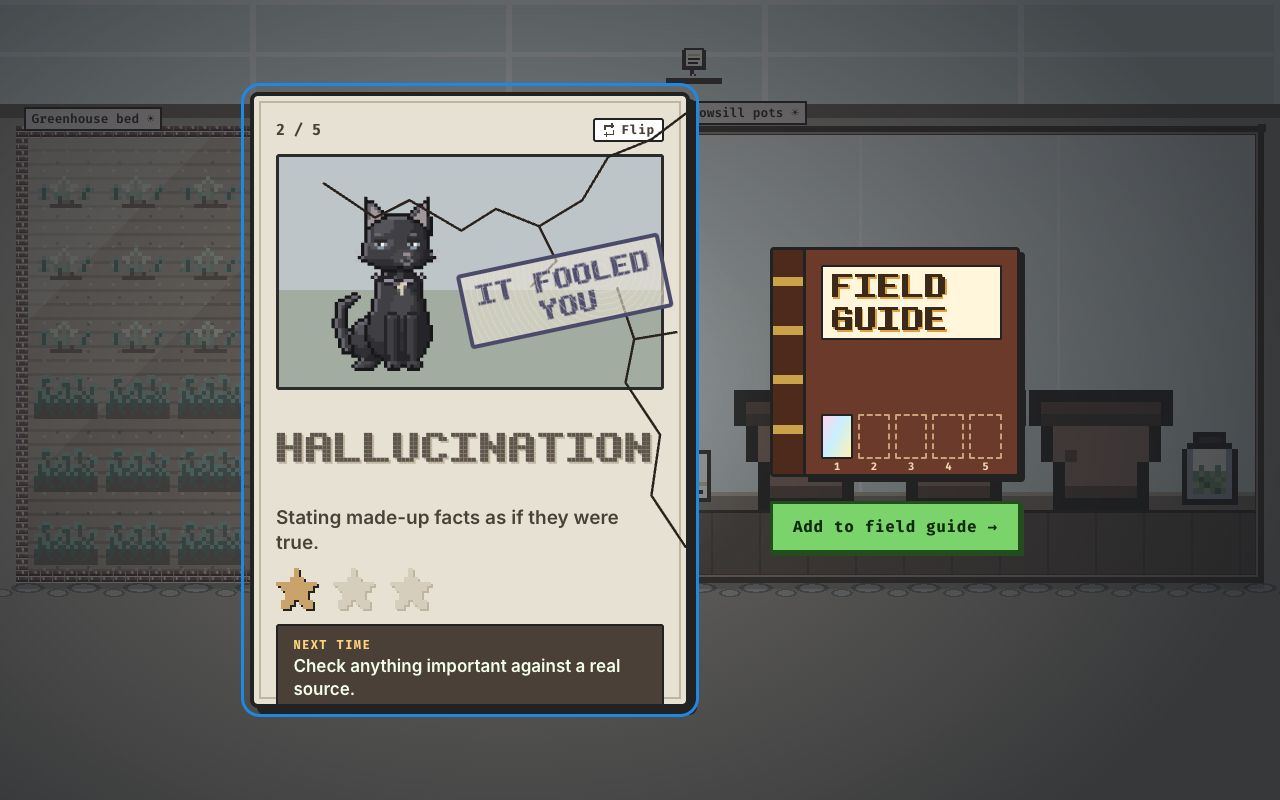 Greenhouse bed ☀
owsill pots ☀
2 / 5
Flip
IT FOOLED
YOU
HALLUCINATION
Stating made-up facts as if they were
true.
NEXT TIME
Check anything important against a real
source.
FIELD
GUIDE
1 2 3 4 5
Add to field guide →